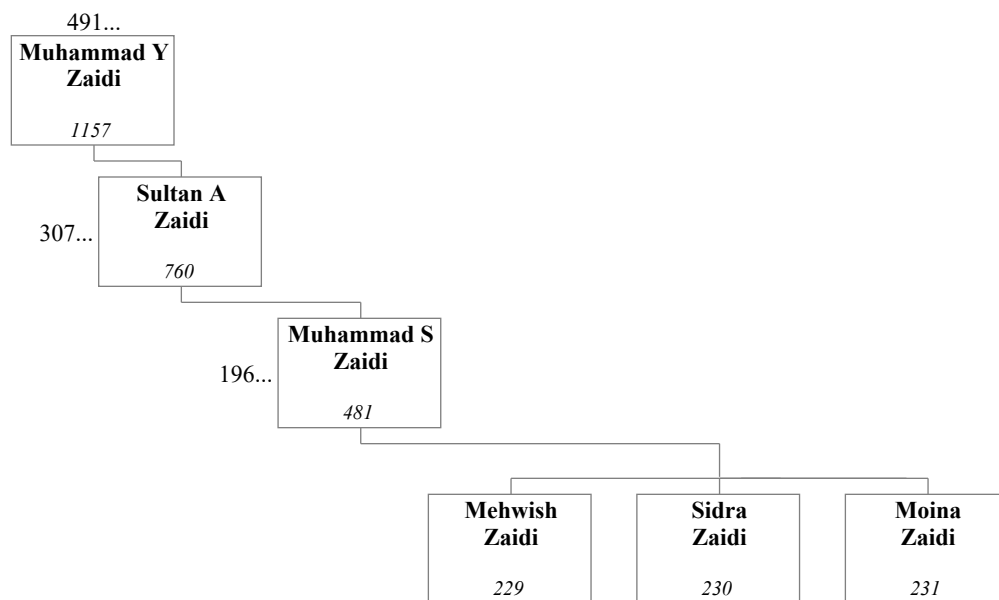 491...
Muhammad Y
Zaidi
1157
Sultan A
Zaidi
307...
760
Muhammad S
Zaidi
196...
481
Mehwish
Zaidi
229
Sidra
Zaidi
230
Moina
Zaidi
231